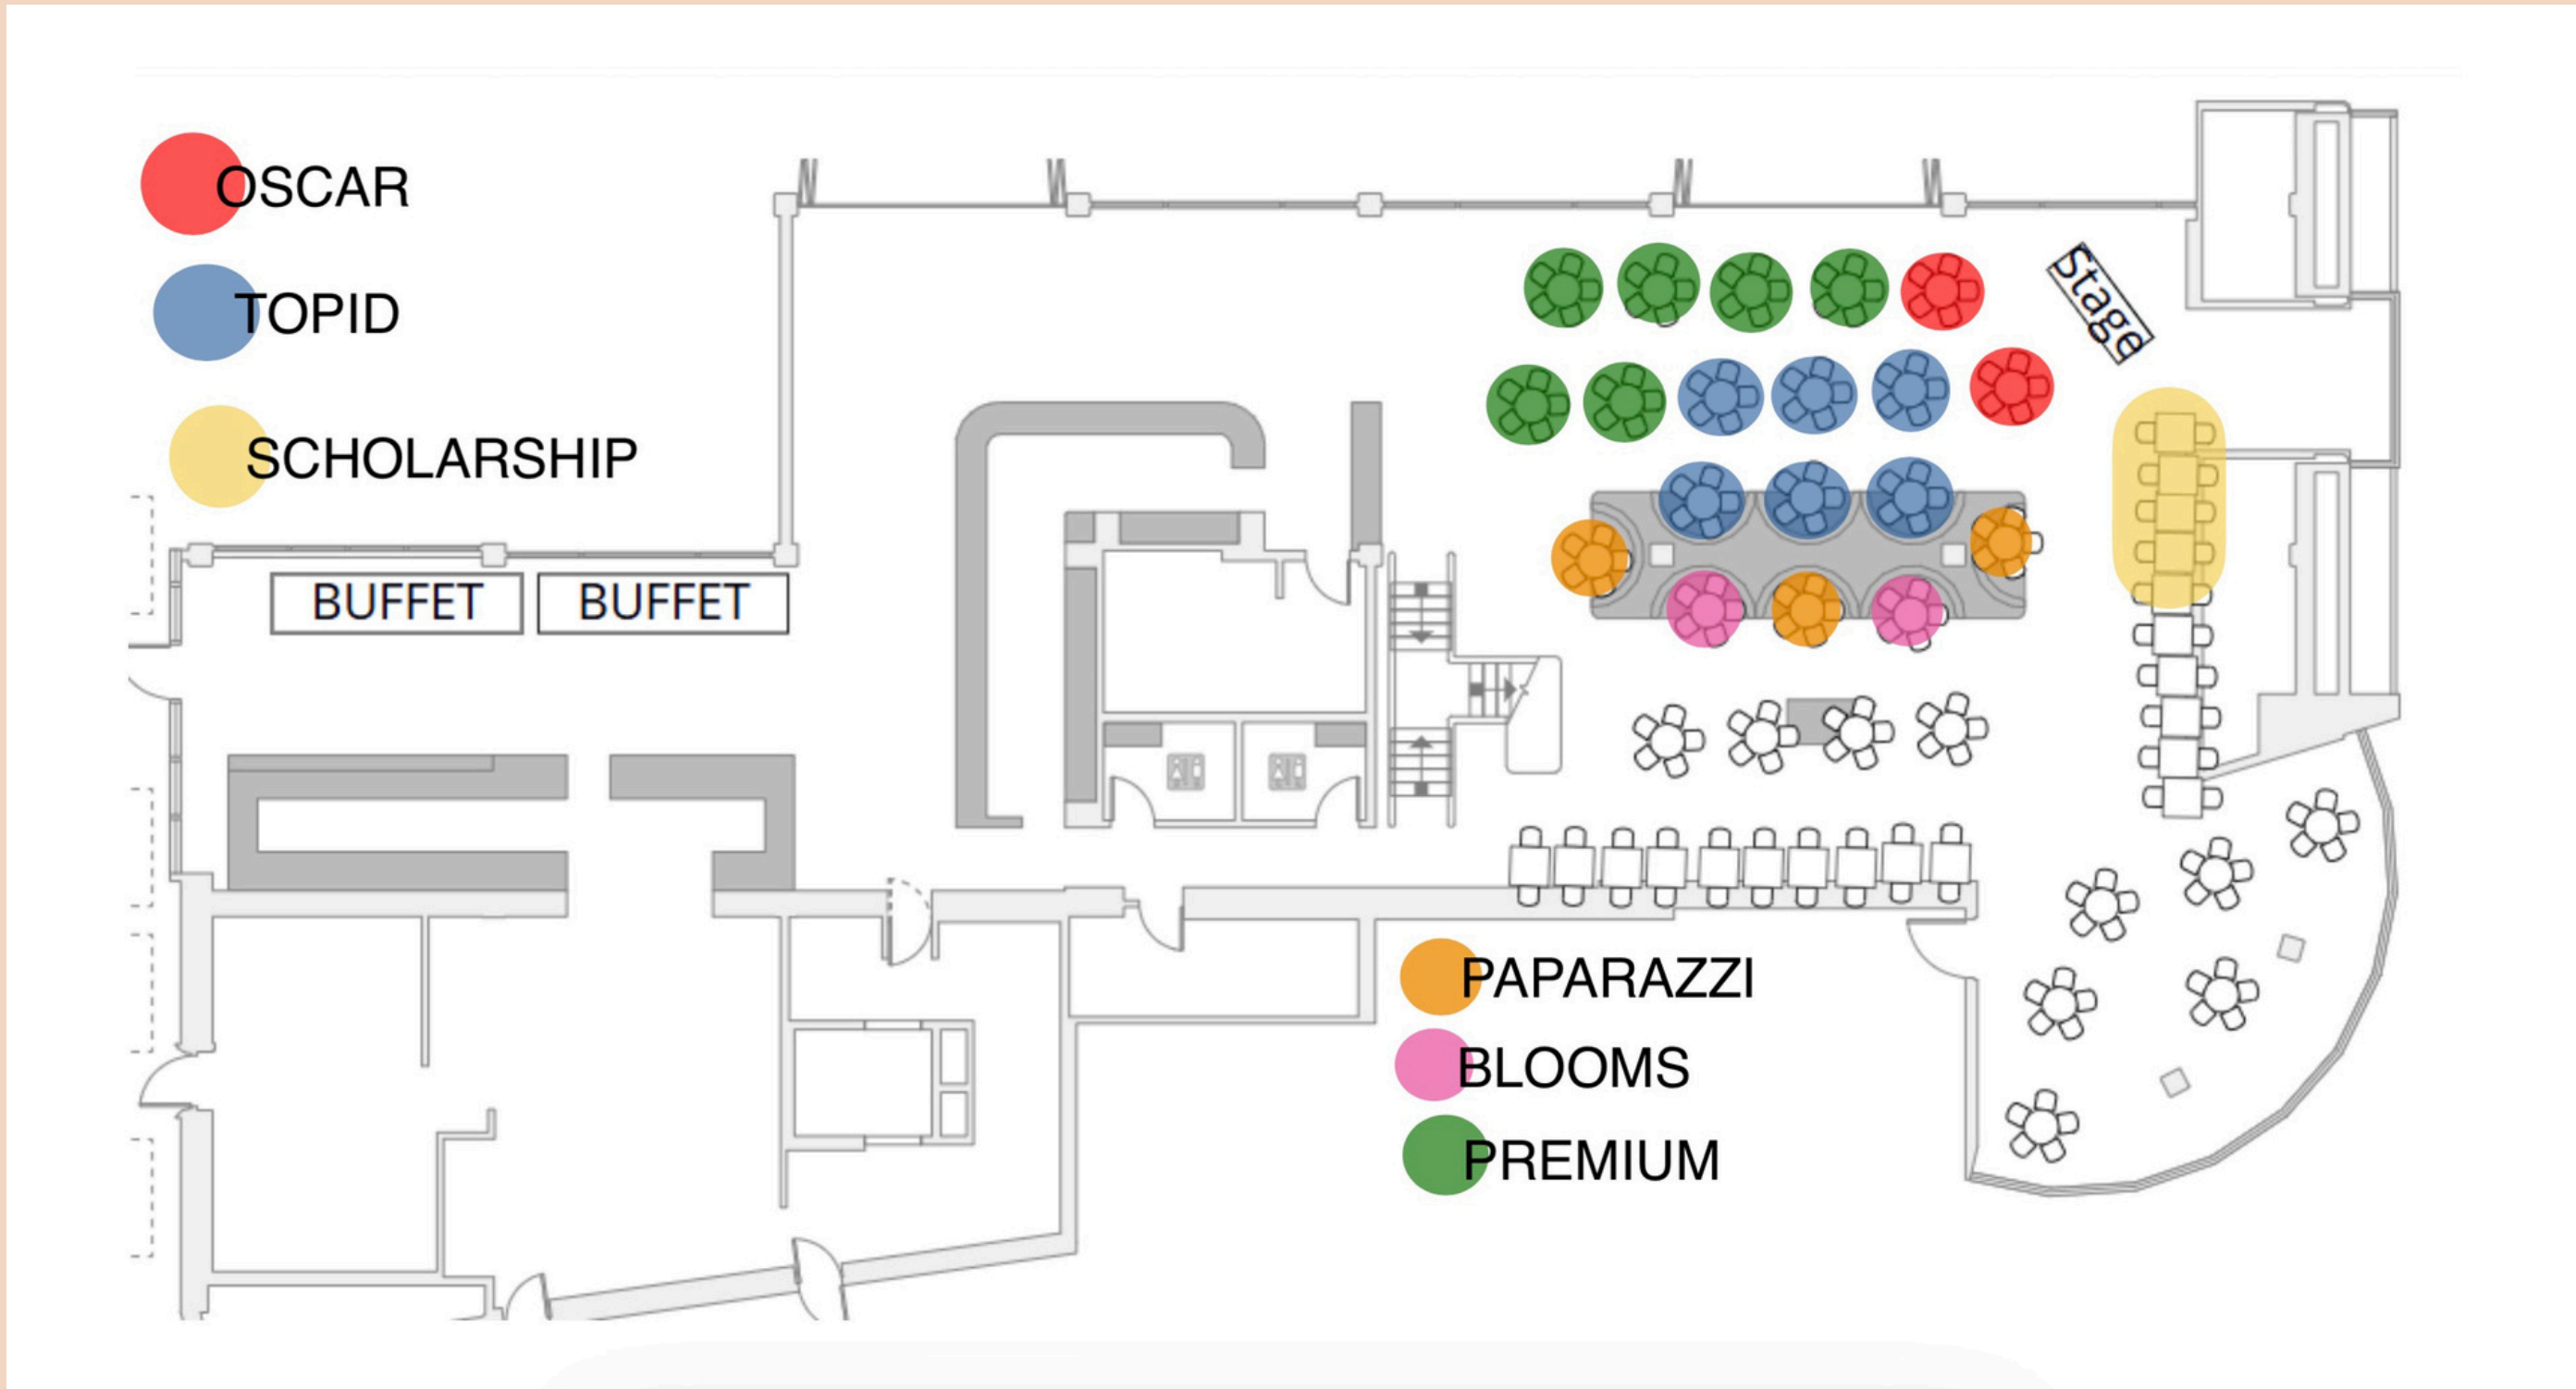 OSCAR
TOPID
SCHOLARSHIP
BUFFET
BUFFET
Stage
PAPARAZZI
BLOOMS
PREMIUM